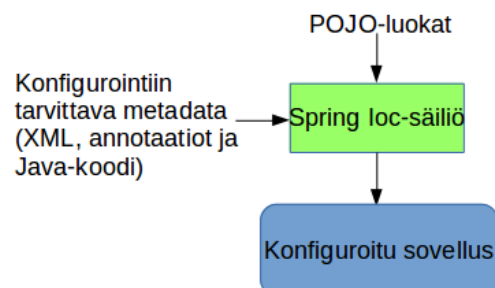 POJO-luokat
Konfigurointiin
tarvittava metadata
(XML, annotaatiot ja
Java-koodi)
Spring Ioc-säiliö
Konfiguroitu sovellus